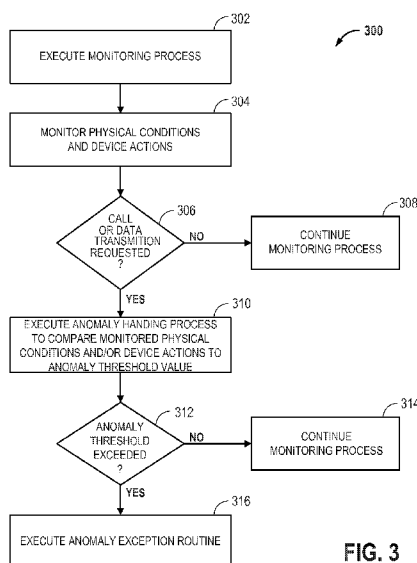 302
300
EXECUTE MONITORING PROCESS
304
MONITOR PHYSICAL CONDITIONS
AND DEVICE ACTIONS
306
CALL
OR DATA
TRANSMITION
REQUESTED
?
NO
308
CONTINUE
MONITORING PROCESS
YES
310
EXECUTE ANOMALY HANDING PROCESS
TO COMPARE MONITORED PHYSICAL
CONDITIONS AND/OR DEVICE ACTIONS TO
ANOMALY THRESHOLD VALUE
312
ANOMALY
THRESHOLD
EXCEEDED
?
NO
314
CONTINUE
MONITORING PROCESS
YES
316
EXECUTE ANOMALY EXCEPTION ROUTINE
FIG. 3